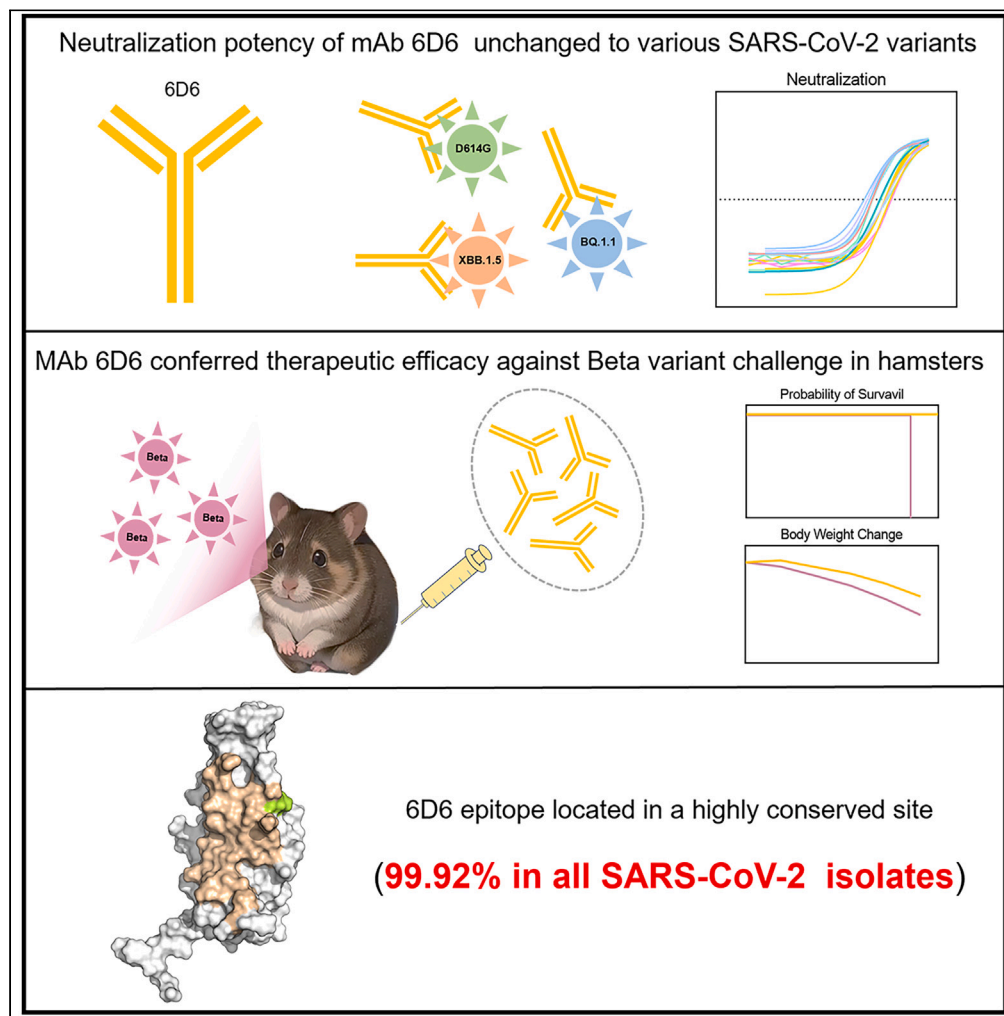 Neutralization potency of mAb 6D6 unchanged to various SARS-CoV-2 variants
6D6
D614G
XBB.1.5
BQ.1.1
Neutralization
MAb 6D6 conferred therapeutic efficacy against Beta variant challenge in hamsters
Beta
Beta
Beta
Probability of Survavil
Body Weight Change
6D6 epitope located in a highly conserved site
(99.92% in all SARS-CoV-2 isolates)